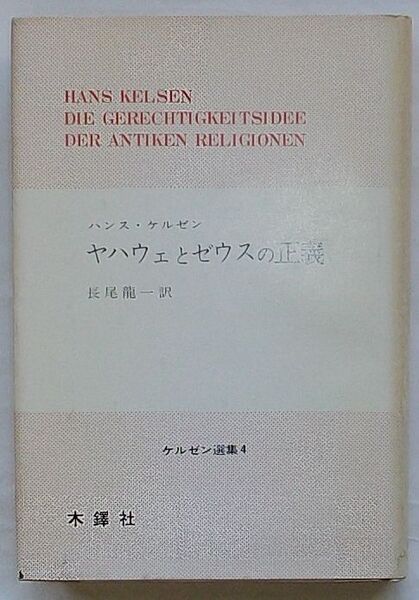 HANS KELSEN
DIE GERECHTIGKEITSIDEE
DER ANTIKEN RELIGIONEN
ハンス・ケルゼン
ヤハウェとゼウスの正義
長尾龍一訳
ケルゼン選集4
木鐸社